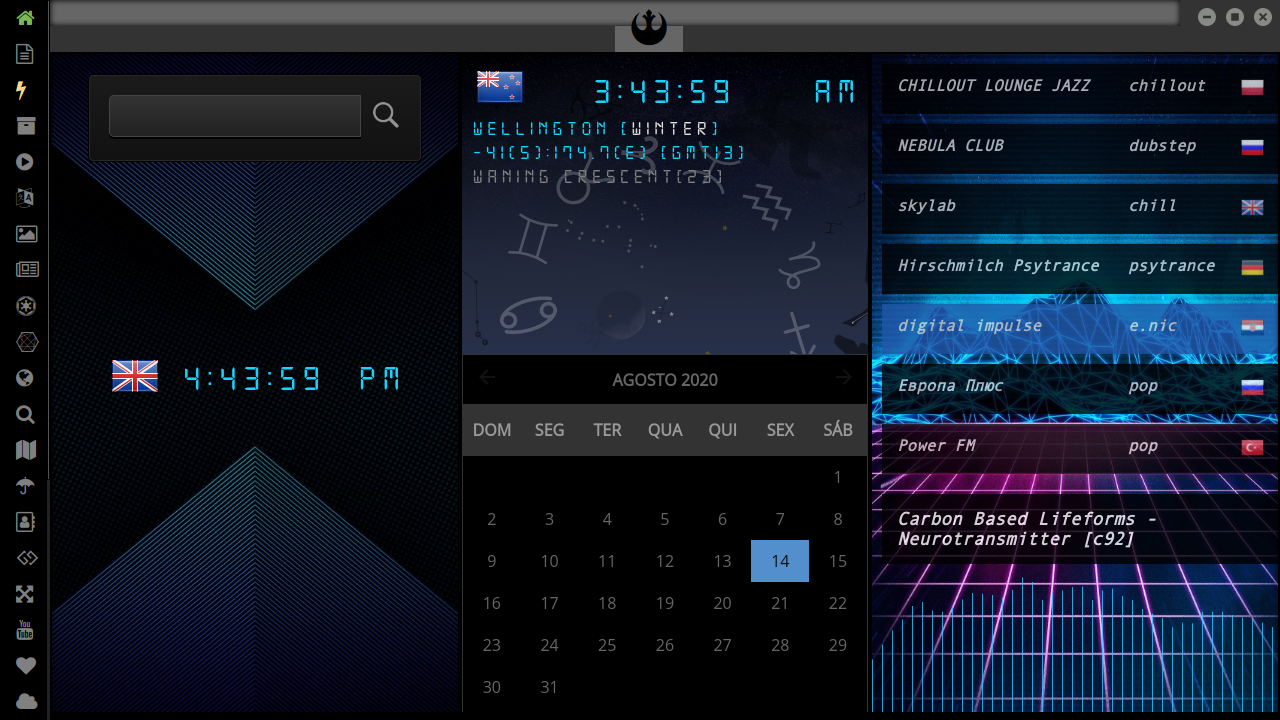 4:43:59 PM
3:43:59 AM
WELLINGTON [WINTER]
-41(S):174.7(E) [GMT13]
WANING CRESCENT[23]
AGOSTO 2020
DOM SEG TER QUA QUI SEX SÁB
1
2 3 4 5 6 7 8
9 10 11 12 13 14 15
16 17 18 19 20 21 22
23 24 25 26 27 28 29
30 31
CHILLOUT LOUNGE JAZZ chillout
NEBULA CLUB dubstep
skylab chill
Hirschmilch Psytrance psytrance
digital impulse e.nic
Европа Плюс pop
Power FM pop
Carbon Based Lifeforms -
Neurotransmitter [c92]
You
Tube